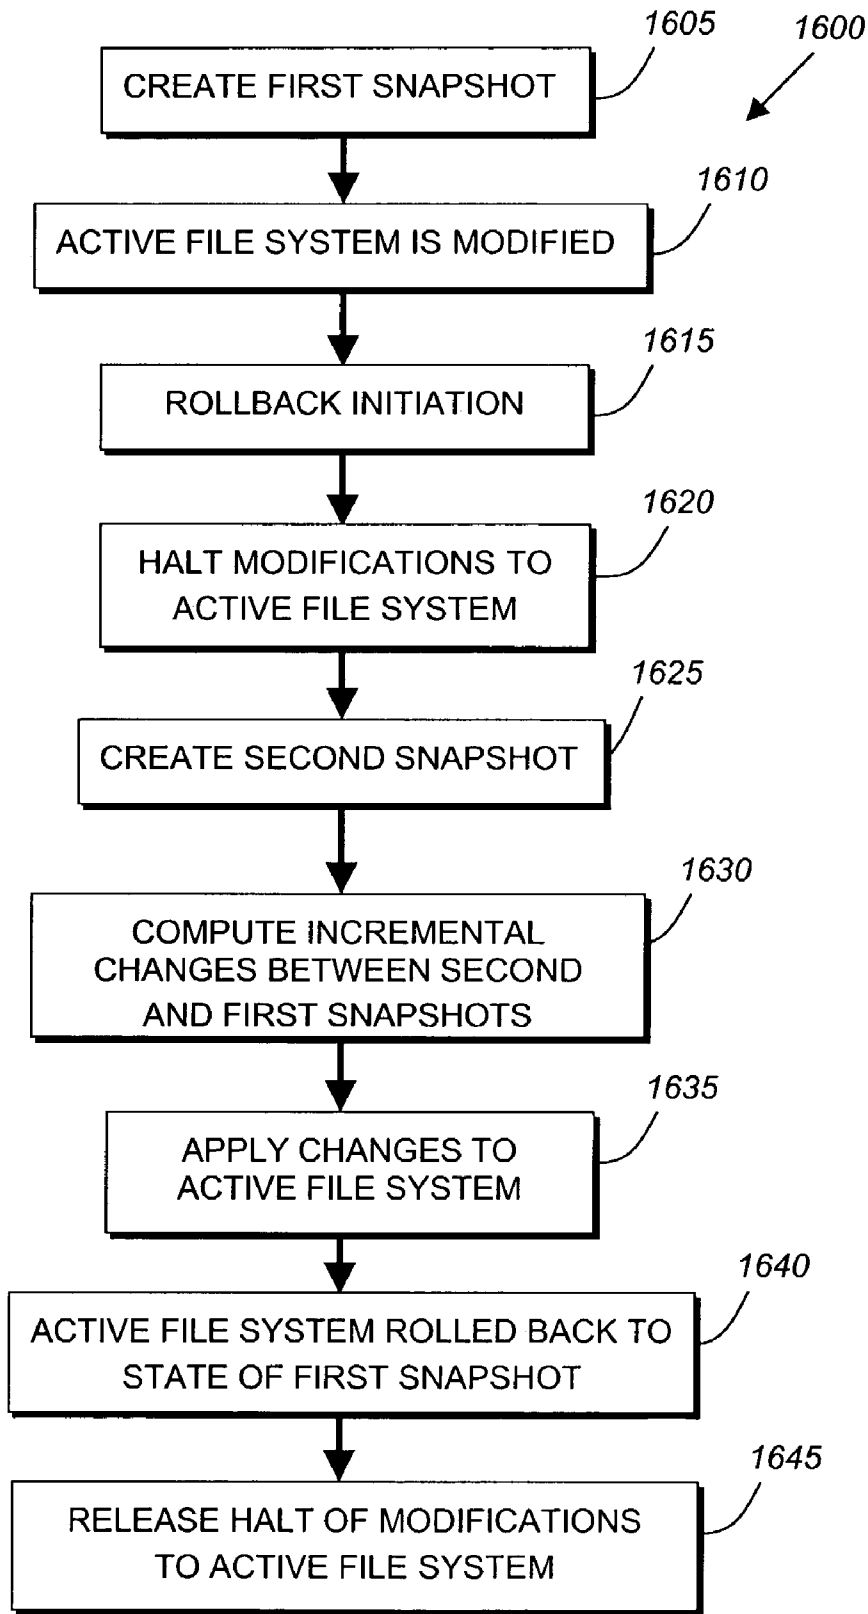 1605
1600
CREATE FIRST SNAPSHOT
1610
ACTIVE FILE SYSTEM IS MODIFIED
1615
ROLLBACK INITIATION
1620
HALT MODIFICATIONS TO
ACTIVE FILE SYSTEM
1625
CREATE SECOND SNAPSHOT
1630
COMPUTE INCREMENTAL
CHANGES BETWEEN SECOND
AND FIRST SNAPSHOTS
1635
APPLY CHANGES TO
ACTIVE FILE SYSTEM
1640
ACTIVE FILE SYSTEM ROLLED BACK TO
STATE OF FIRST SNAPSHOT
1645
RELEASE HALT OF MODIFICATIONS
TO ACTIVE FILE SYSTEM